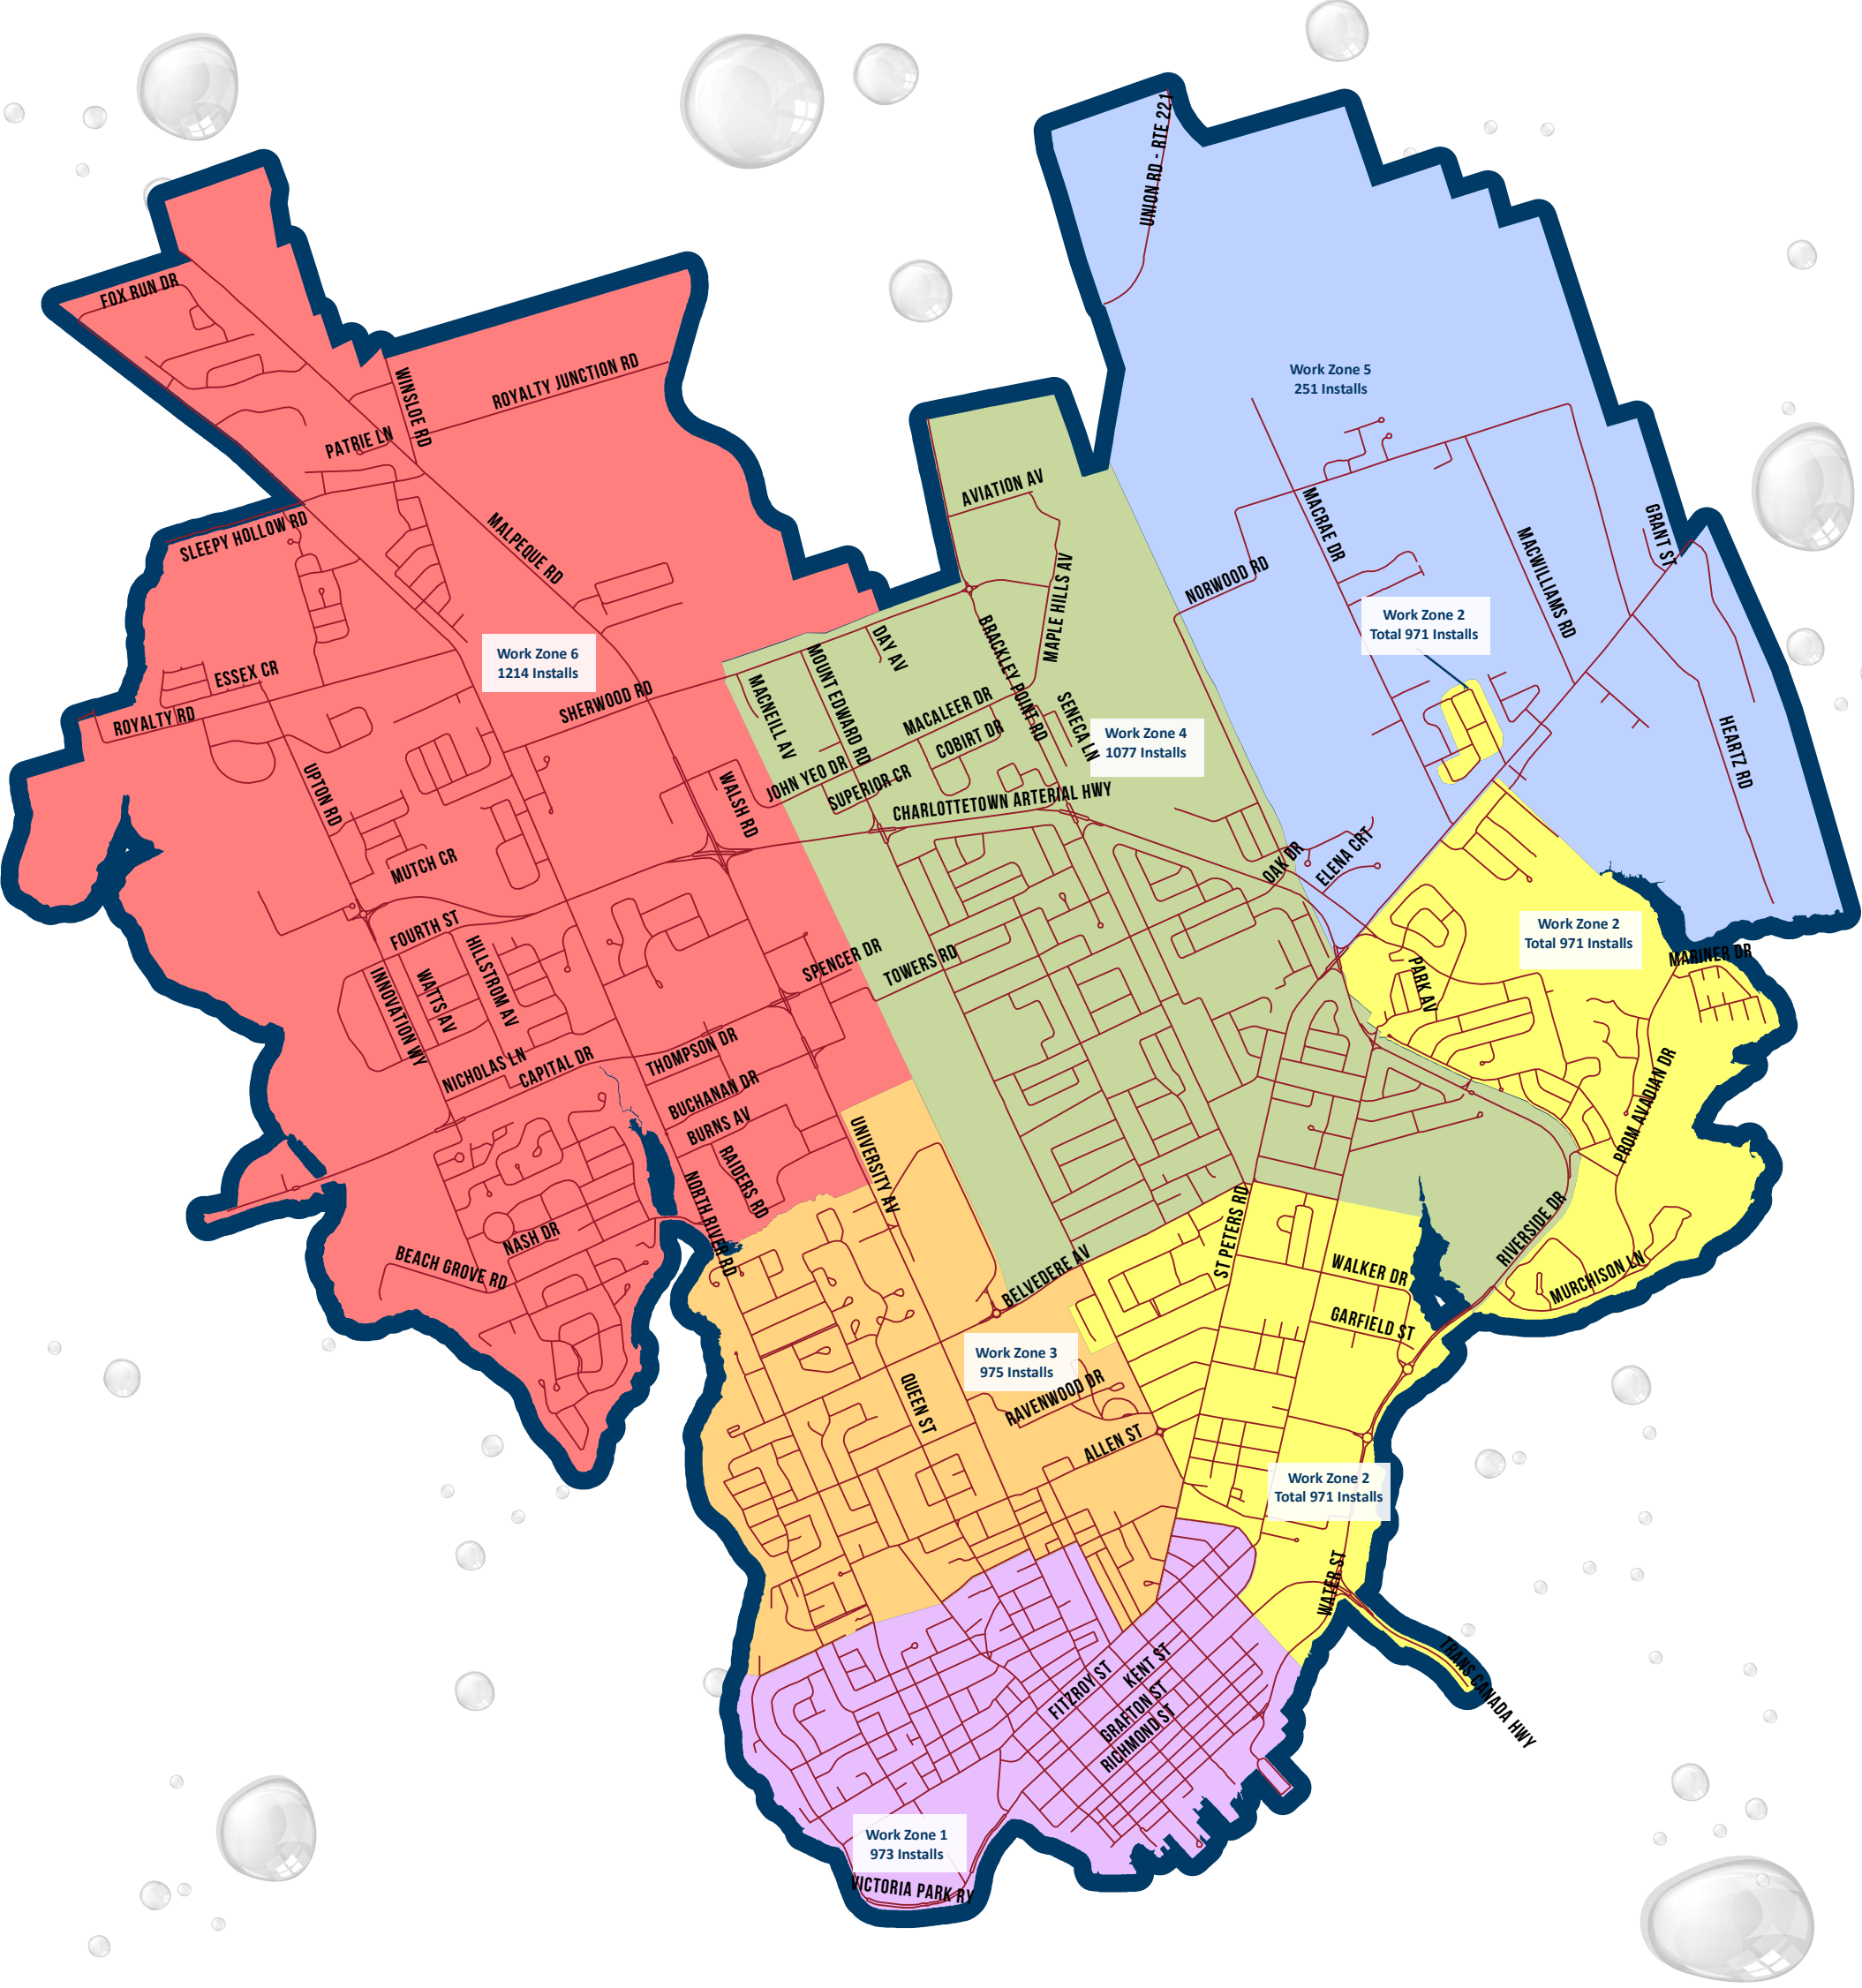 UNION RD - RTE 221
FOX RUN DR
WINSLOE RD
ROYALTY JUNCTION RD
PATRIE LN
Work Zone 5
251 Installs
SLEEPY HOLLOW RD
MALPEQUE RD
AVIATION AV
MACRAE DR
MACWILLIAMS RD
GRANT ST
NORWOOD RD
MAPLE HILLS AV
Work Zone 2
Total 971 Installs
Work Zone 6
1214 Installs
DAY AV
BRACKLEY POINT RD
ESSEX CR
ROYALTY RD
SHERWOOD RD
MACNEILL AV
MOUNT EDWARD RD
MACALEER DR
COBIRT DR
SENECA LN
Work Zone 4
1077 Installs
HEARTZ RD
UPTON RD
WALSH RD
JOHN YEO DR
SUPERIOR CR
CHARLOTTETOWN ARTERIAL HWY
MUTCH CR
OAK DR
ELENA CRT
FOURTH ST
HILLSTROM AV
WATTS AV
INNOVATION WY
SPENCER DR
TOWERS RD
PARK AV
Work Zone 2
Total 971 Installs
MARINER DR
NICHOLAS LN
CAPITAL DR
THOMPSON DR
BUCHANAN DR
BURNS AV
RAIDERS RD
UNIVERSITY AV
PROM AVADIAN DR
NORTH RIVER RD
NASH DR
BEACH GROVE RD
BELVEDERE AV
ST PETERS RD
WALKER DR
GARFIELD ST
RIVERSIDE DR
MURCHISON LN
Work Zone 3
975 Installs
QUEEN ST
RAVENWOOD DR
ALLEN ST
Work Zone 2
Total 971 Installs
WATER ST
TRANS CANADA HWY
FITZROY ST
KENT ST
GRAFTON ST
RICHMOND ST
Work Zone 1
973 Installs
VICTORIA PARK RY